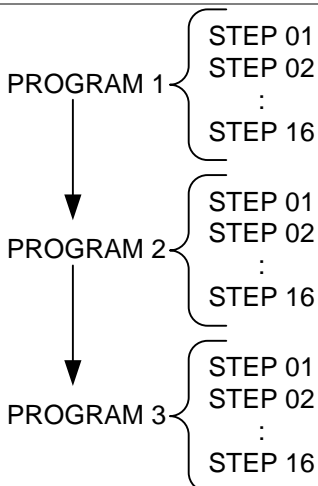 STEP 01
STEP 02
PROGRAM 1
:
STEP 16
STEP 01
STEP 02
PROGRAM 2
:
STEP 16
STEP 01
STEP 02
PROGRAM 3
:
STEP 16